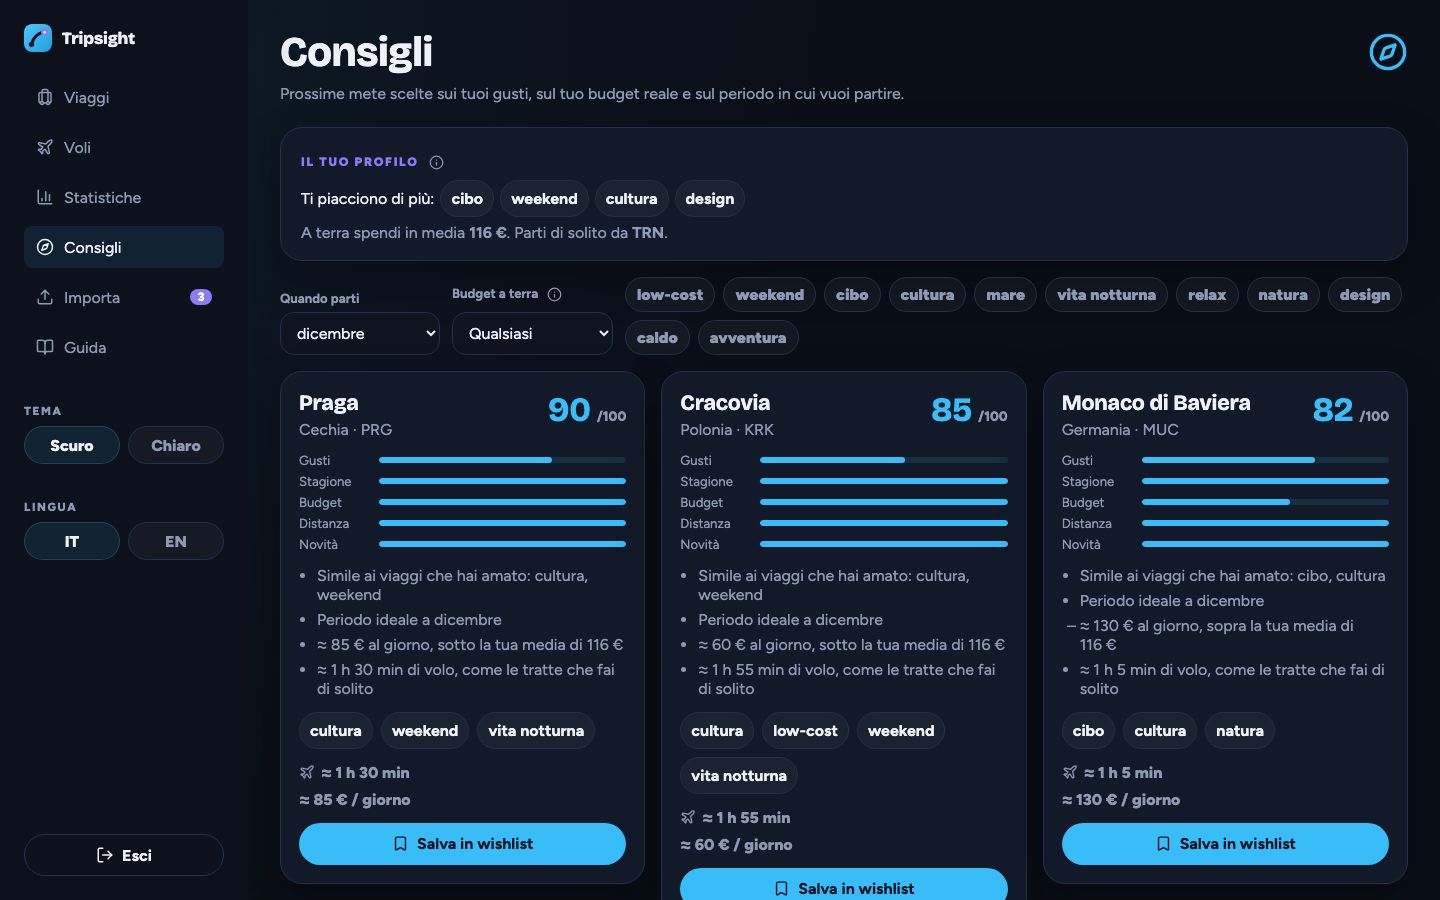 Tripsight
Viaggi
Voli
Statistiche
Consigli
Importa 3
Guida
TEMA
Scuro Chiaro
LINGUA
IT EN
Esci
Consigli
Prossime mete scelte sui tuoi gusti, sul tuo budget reale e sul periodo in cui vuoi partire.
IL TUO PROFILO
Ti piacciono di più: cibo weekend cultura design
A terra spendi in media 116 €. Parti di solito da TRN.
Quando parti
dicembre
Budget a terra
Qualsiasi
low-cost weekend cibo cultura mare vita notturna relax natura design
caldo avventura
Praga
90 /100
Cechia · PRG
Gusti
Stagione
Budget
Distanza
Novità
• Simile ai viaggi che hai amato: cultura,
weekend
• Periodo ideale a dicembre
• ≈ 85 € al giorno, sotto la tua media di 116 €
• ≈ 1 h 30 min di volo, come le tratte che fai
di solito
cultura weekend vita notturna
≈ 1 h 30 min
≈ 85 € / giorno
Salva in wishlist
Cracovia
85 /100
Polonia · KRK
Gusti
Stagione
Budget
Distanza
Novità
• Simile ai viaggi che hai amato: cultura,
weekend
• Periodo ideale a dicembre
• ≈ 60 € al giorno, sotto la tua media di 116 €
• ≈ 1 h 55 min di volo, come le tratte che fai
di solito
cultura low-cost weekend
vita notturna
≈ 1 h 55 min
≈ 60 € / giorno
Salva in wishlist
Monaco di Baviera
82 /100
Germania · MUC
Gusti
Stagione
Budget
Distanza
Novità
• Simile ai viaggi che hai amato: cibo, cultura
• Periodo ideale a dicembre
– ≈ 130 € al giorno, sopra la tua media di
116 €
• ≈ 1 h 5 min di volo, come le tratte che fai di
solito
cibo cultura natura
≈ 1 h 5 min
≈ 130 € / giorno
Salva in wishlist